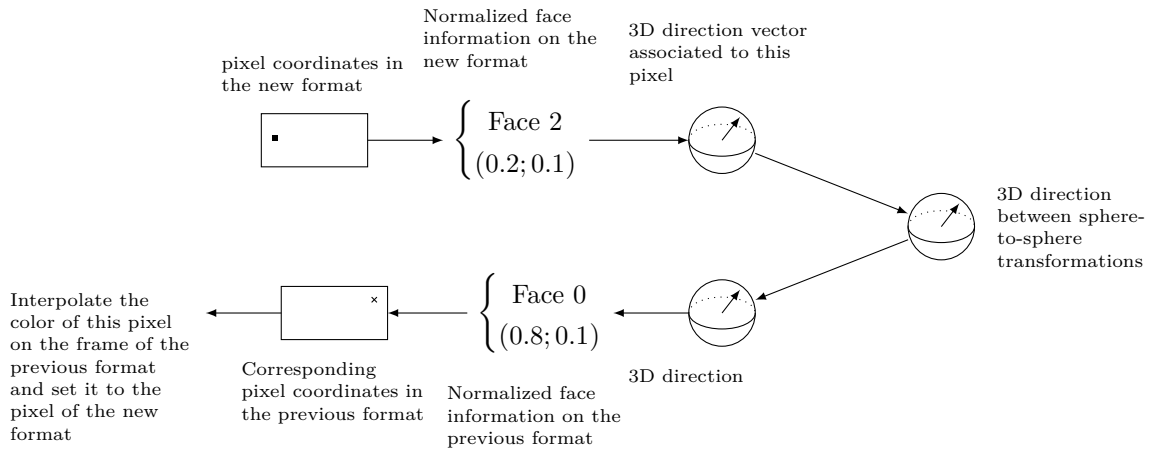 pixel coordinates in
the new format
Normalized face
information on the
new format
Face 2
(0.2; 0.1)
3D direction vector
associated to this
pixel
3D direction
between sphere-
to-sphere
transformations
3D direction
Face 0
(0.8; 0.1)
Normalized face
information on the
previous format
Corresponding
pixel coordinates in
the previous format
Interpolate the
color of this pixel
on the frame of the
previous format
and set it to the
pixel of the new
format